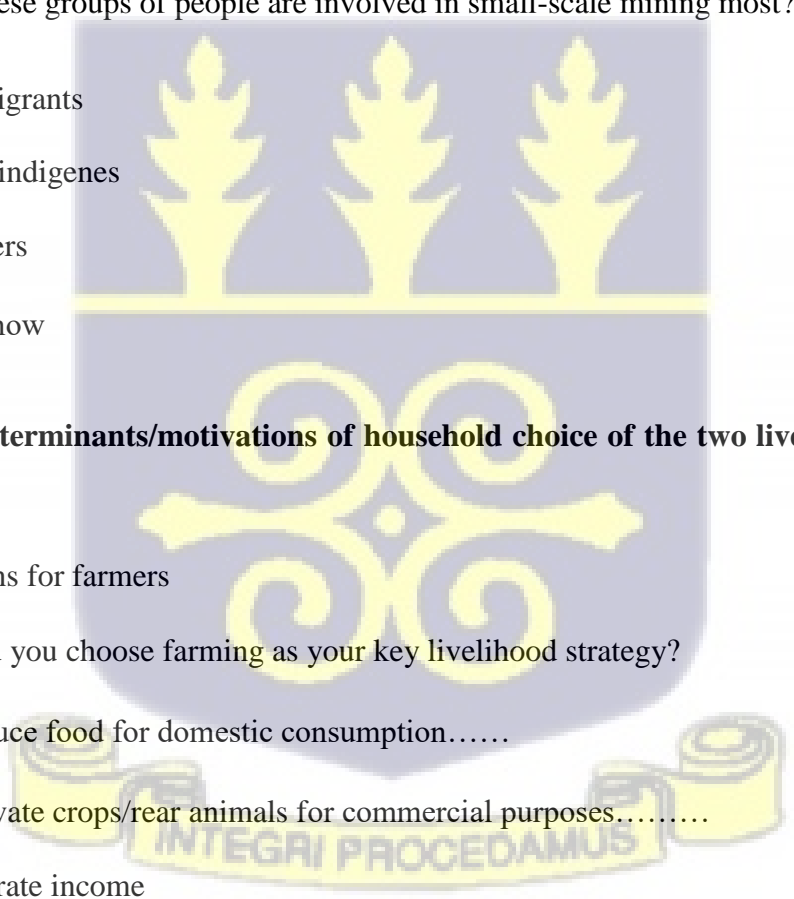 ese groups of people are involved in small-scale mining most?
igrants
indigenes
ers
now
terminants/motivations of household choice of the two live
ns for farmers
you choose farming as your key livelihood strategy?
uce food for domestic consumption……
vate crops/rear animals for commercial purposes………
INTEGRI PROCEDAMUS
rate income